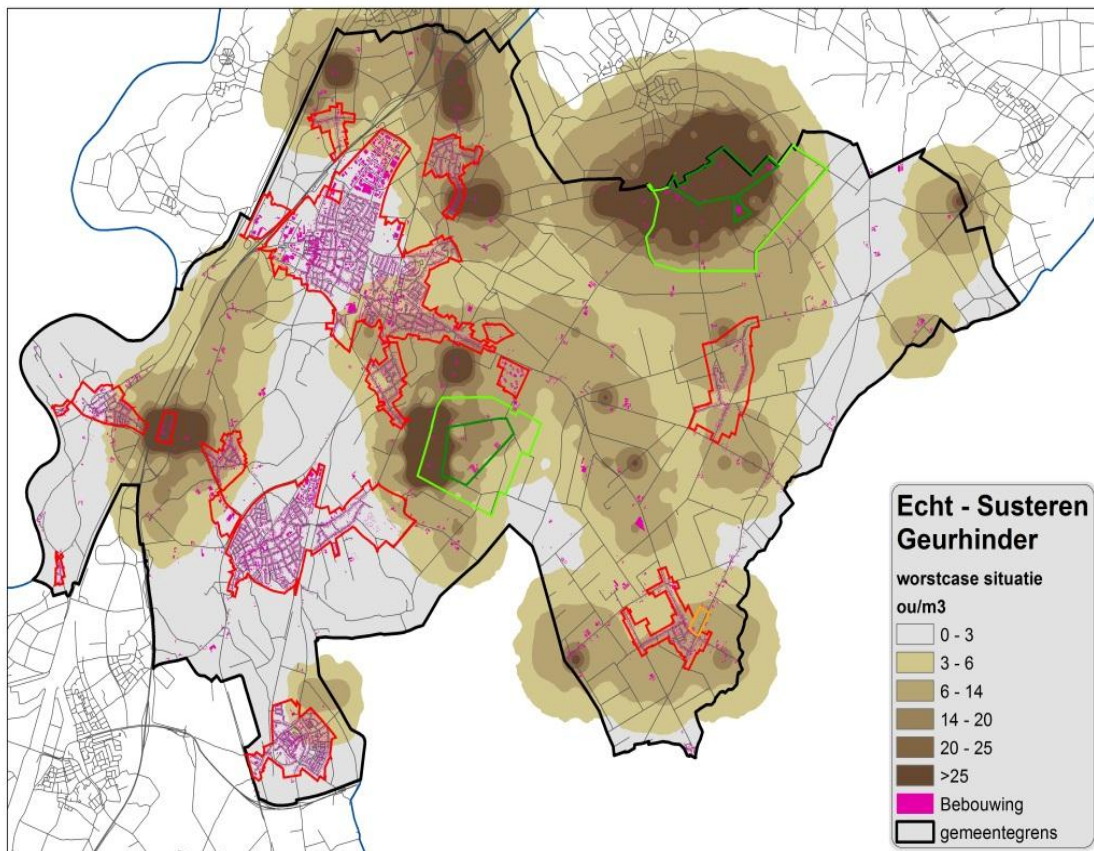 Echt - Susteren
Geurhinder
worstcase situatie
ou/m3
0 - 3
3 - 6
6 - 14
14 - 20
20 - 25
>25
Bebouwing
gemeentegrens